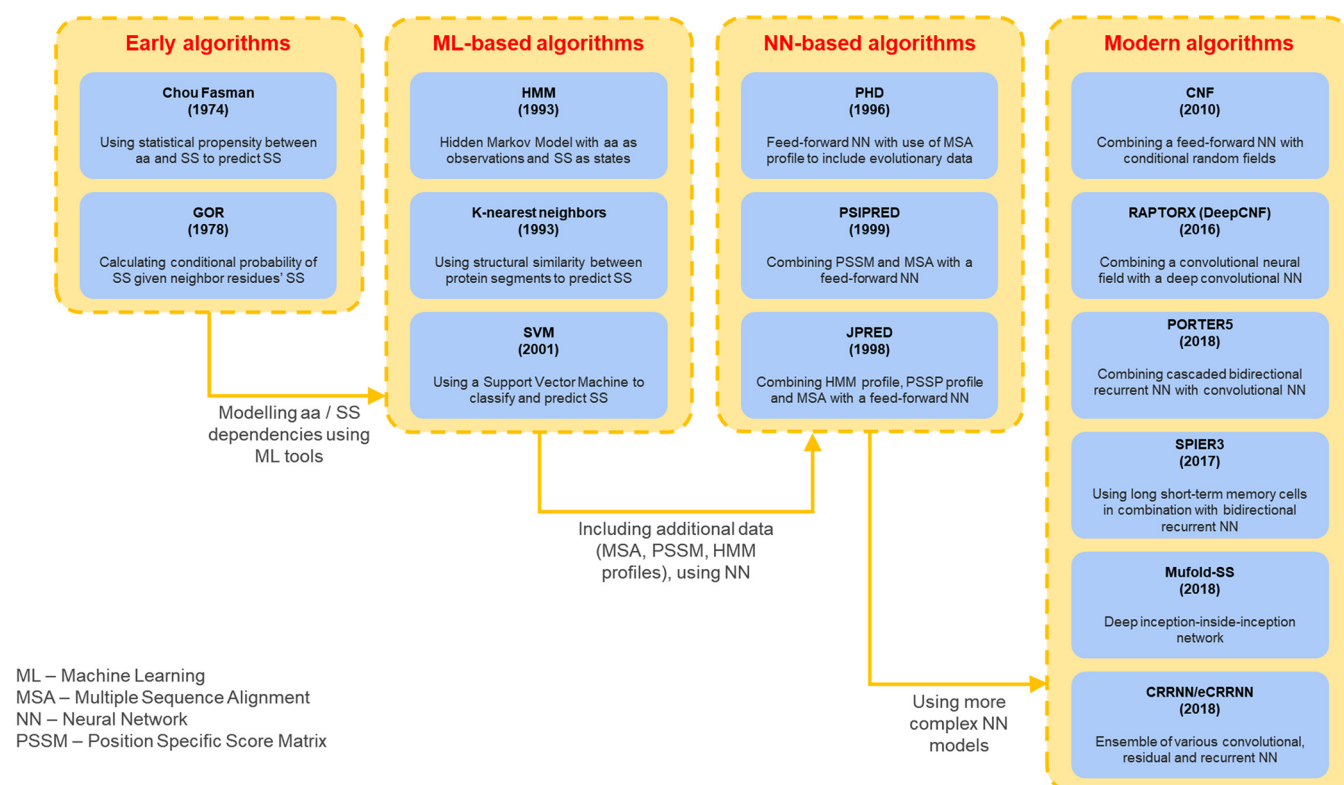 Early algorithms
Chou Fasman
(1974)
Using statistical propensity between
aa and SS to predict SS
GOR
(1978)
Calculating conditional probability of
SS given neighbor residues' SS
Modelling aa / SS
dependencies using
ML tools
ML-based algorithms
HMM
(1993)
Hidden Markov Model with aa as
observations and SS as states
K-nearest neighbors
(1993)
Using structural similarity between
protein segments to predict SS
SVM
(2001)
Using a Support Vector Machine to
classify and predict SS
Including additional data
(MSA, PSSM, HMM
profiles), using NN
NN-based algorithms
PHD
(1996)
Feed-forward NN with use of MSA
profile to include evolutionary data
PSIPRED
(1999)
Combining PSSM and MSA with a
feed-forward NN
JPRED
(1998)
Combining HMM profile, PSSP profile
and MSA with a feed-forward NN
Using more
complex NN
models
Modern algorithms
CNF
(2010)
Combining a feed-forward NN with
conditional random fields
RAPTORX (DeepCNF)
(2016)
Combining a convolutional neural
field with a deep convolutional NN
PORTER5
(2018)
Combining cascaded bidirectional
recurrent NN with convolutional NN
SPIER3
(2017)
Using long short-term memory cells
in combination with bidirectional
recurrent NN
Mufold-SS
(2018)
Deep inception-inside-inception
network
CRRNN/eCRRNN
(2018)
Ensemble of various convolutional,
residual and recurrent NN
ML – Machine Learning
MSA – Multiple Sequence Alignment
NN – Neural Network
PSSM – Position Specific Score Matrix